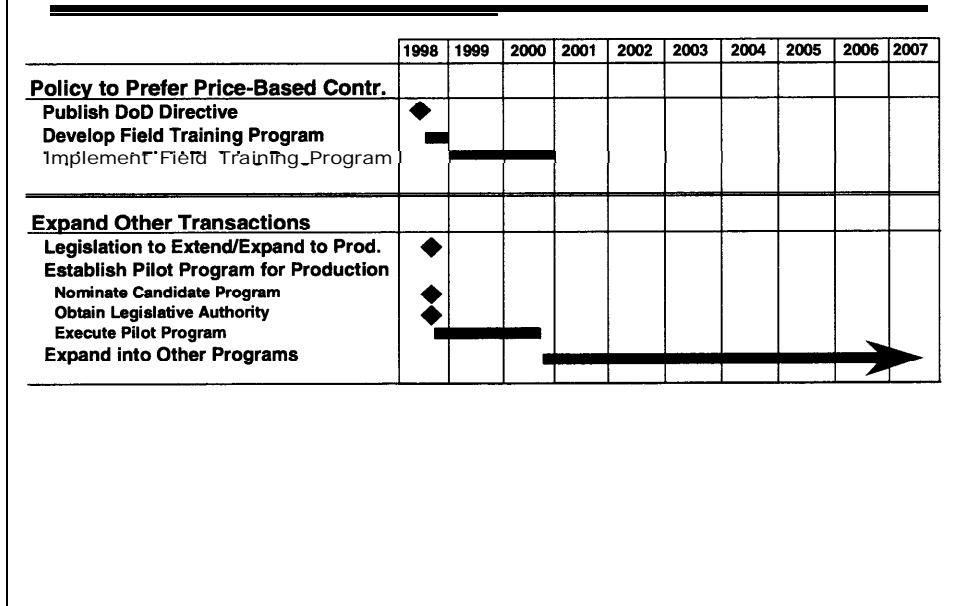 1998 1999 2000 2001 2002 2003 2004 2005 2006 2007
Policy to Prefer Price-Based Contr.
Publish DoD Directive
Develop Field Training Program
Implement Field Training Program
Expand Other Transactions
Legislation to Extend/Expand to Prod.
Establish Pilot Program for Production
Nominate Candidate Program
Obtain Legislative Authority
Execute Pilot Program
Expand into Other Programs